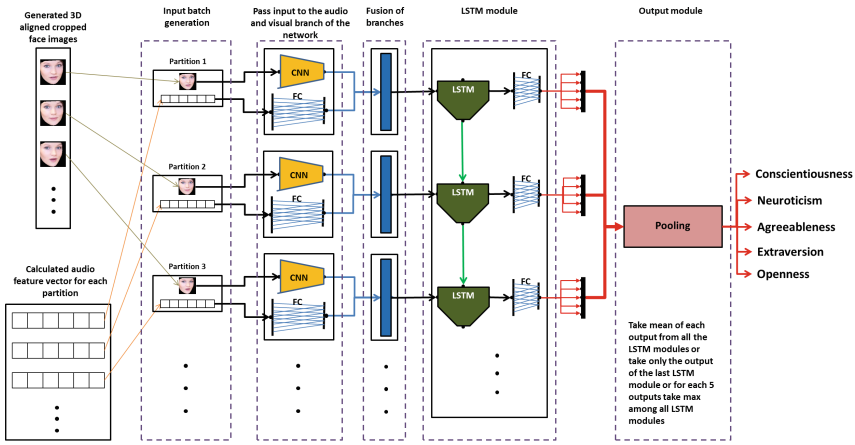 Generated 3D
aligned cropped
face images
Input batch
generation
Pass input to the audio
and visual branch of the
network
Fusion of
branches
LSTM module
Output module
Partition 1
CNN
FC
LSTM
FC
Partition 2
CNN
FC
LSTM
FC
Partition 3
CNN
FC
LSTM
FC
Calculated audio
feature vector for each
partition
Pooling
Conscientiousness
Neuroticism
Agreeableness
Extraversion
Openness
Take mean of each
output from all the
LSTM modules or
take only the output
of the last LSTM
module or for each 5
outputs take max
among all LSTM
modules